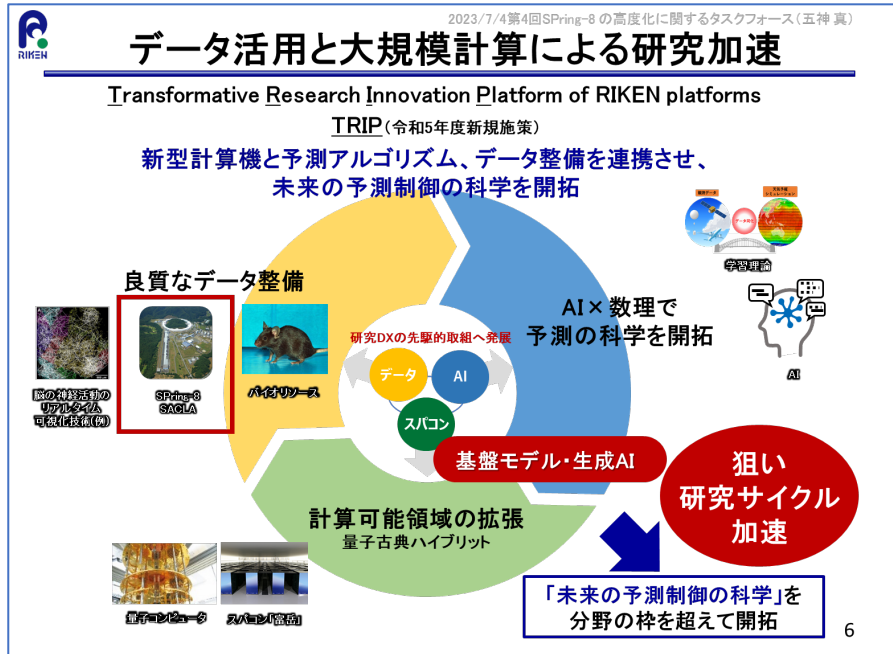 2023/7/4第4回SPring-8 の高度化に関するタスクフォース(五神 真)
RIKEN
データ活用と大規模計算による研究加速
Transformative Research Innovation Platform of RIKEN platforms
TRIP(令和5年度新規施策)
新型計算機と予測アルゴリズム、データ整備を連携させ、
未来の予測制御の科学を開拓
良質なデータ整備
脳の神経活動の
リアルタイム
可視化技術(例)
SPring-8
SACLA
バイオリソース
研究DXの先駆的取組へ発展
データ
AI
スパコン
AI×数理で
予測の科学を開拓
学習理論
AI
基盤モデル・生成AI
計算可能領域の拡張
量子古典ハイブリット
量子コンピュータ
スパコン「富岳」
狙い
研究サイクル
加速
「未来の予測制御の科学」を
分野の枠を超えて開拓
6